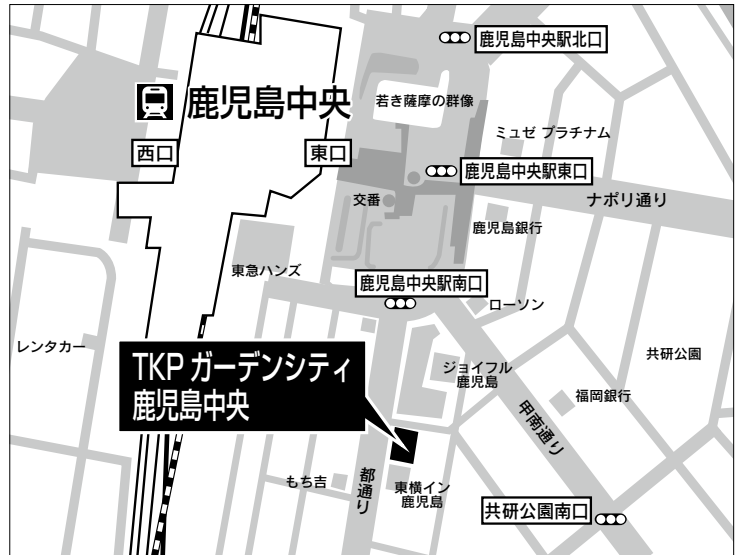 鹿児島中央駅北口
鹿児島中央
若き薩摩の群像
ミュゼ プラチナム
西口
東口
鹿児島中央駅東口
交番
ナポリ通り
鹿児島銀行
東急ハンズ
鹿児島中央駅南口
ローソン
レンタカー
TKP ガーデンシティ
鹿児島中央
ジョイフル
鹿児島
共研公園
福岡銀行
甲南通り
もち吉
都通り
東横イン
鹿児島
共研公園南口